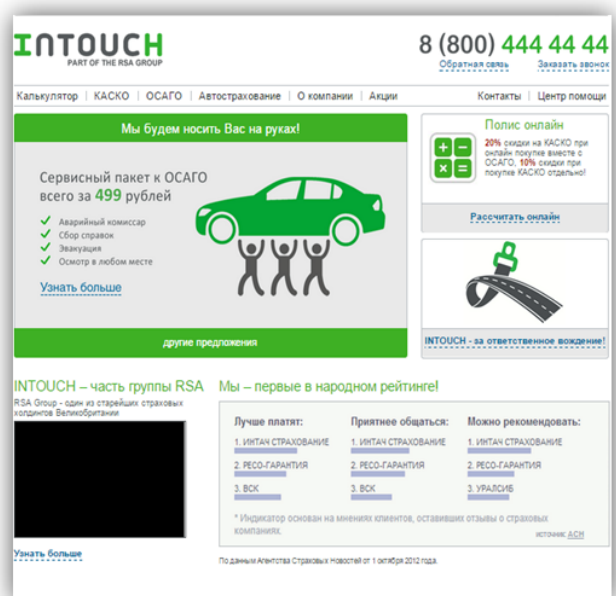 INTOUCH
PART OF THE RSA GROUP
8 (800) 444 44 44
Обратная связь Заказать звонок
Калькулятор | КАСКО | ОСАГО | Автострахование | О компании | Акции Контакты | Центр помощи
Мы будем носить Вас на руках!
Сервисный пакет к ОСАГО
всего за 499 рублей
Аварийный комиссар
Сбор справок
Эвакуация
Осмотр в любом месте
Узнать больше
другие предложения
Полис онлайн
20% скидки на КАСКО при
онлайн покупке вместе с
ОСАГО, 10% скидки при
покупке КАСКО отдельно!
Рассчитать онлайн
INTOUCH - за ответственное вождение!
INTOUCH – часть группы RSA
RSA Group - один из старейших страховых
холдингов Великобритании
Узнать больше
Мы – первые в народном рейтинге!
Лучше платят: Приятнее общаться: Можно рекомендовать:
1. ИНТАЧ СТРАХОВАНИЕ 1. ИНТАЧ СТРАХОВАНИЕ 1. ИНТАЧ СТРАХОВАНИЕ
2. РЕСО-ГАРАНТИЯ 2. РЕСО-ГАРАНТИЯ 2. РЕСО-ГАРАНТИЯ
3. ВСК 3. ВСК 3. УРАЛСИБ
* Индикатор основан на мнениях клиентов, оставивших отзывы о страховых
компаниях.
источник: АСН
По данным Агентства Страховых Новостей от 1 октября 2012 года.